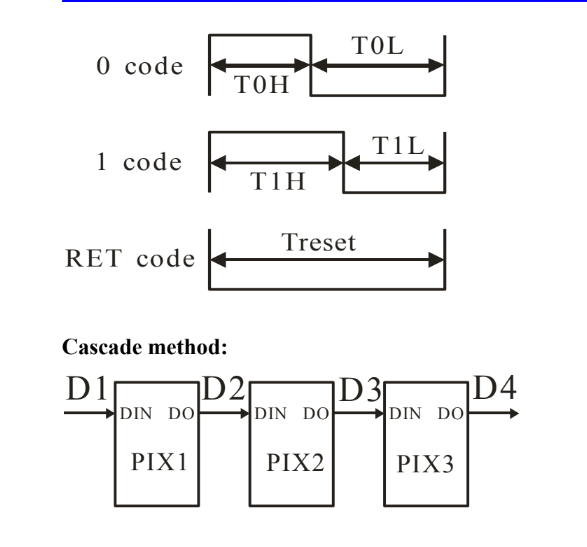 0 code
T0H
T0L
1 code
T1H
T1L
RET code
Treset
Cascade method:
D1
D2
D3
D4
DIN DO
DIN DO
DIN DO
PIX1
PIX2
PIX3